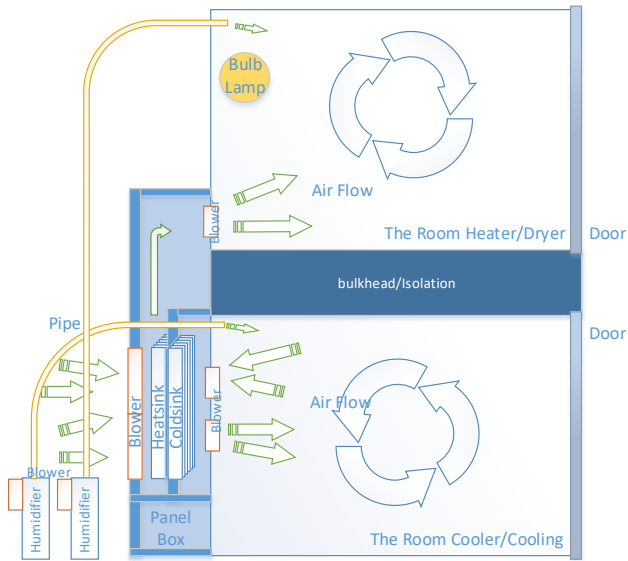 Bulb
Lamp
Air Flow
Blower
The Room Heater/Dryer
Door
bulkhead/Isolation
Pipe
Door
Blower
Heatsink
Coldsink
Blower
Air Flow
Blower
Humidifier
Humidifier
Panel
Box
The Room Cooler/Cooling